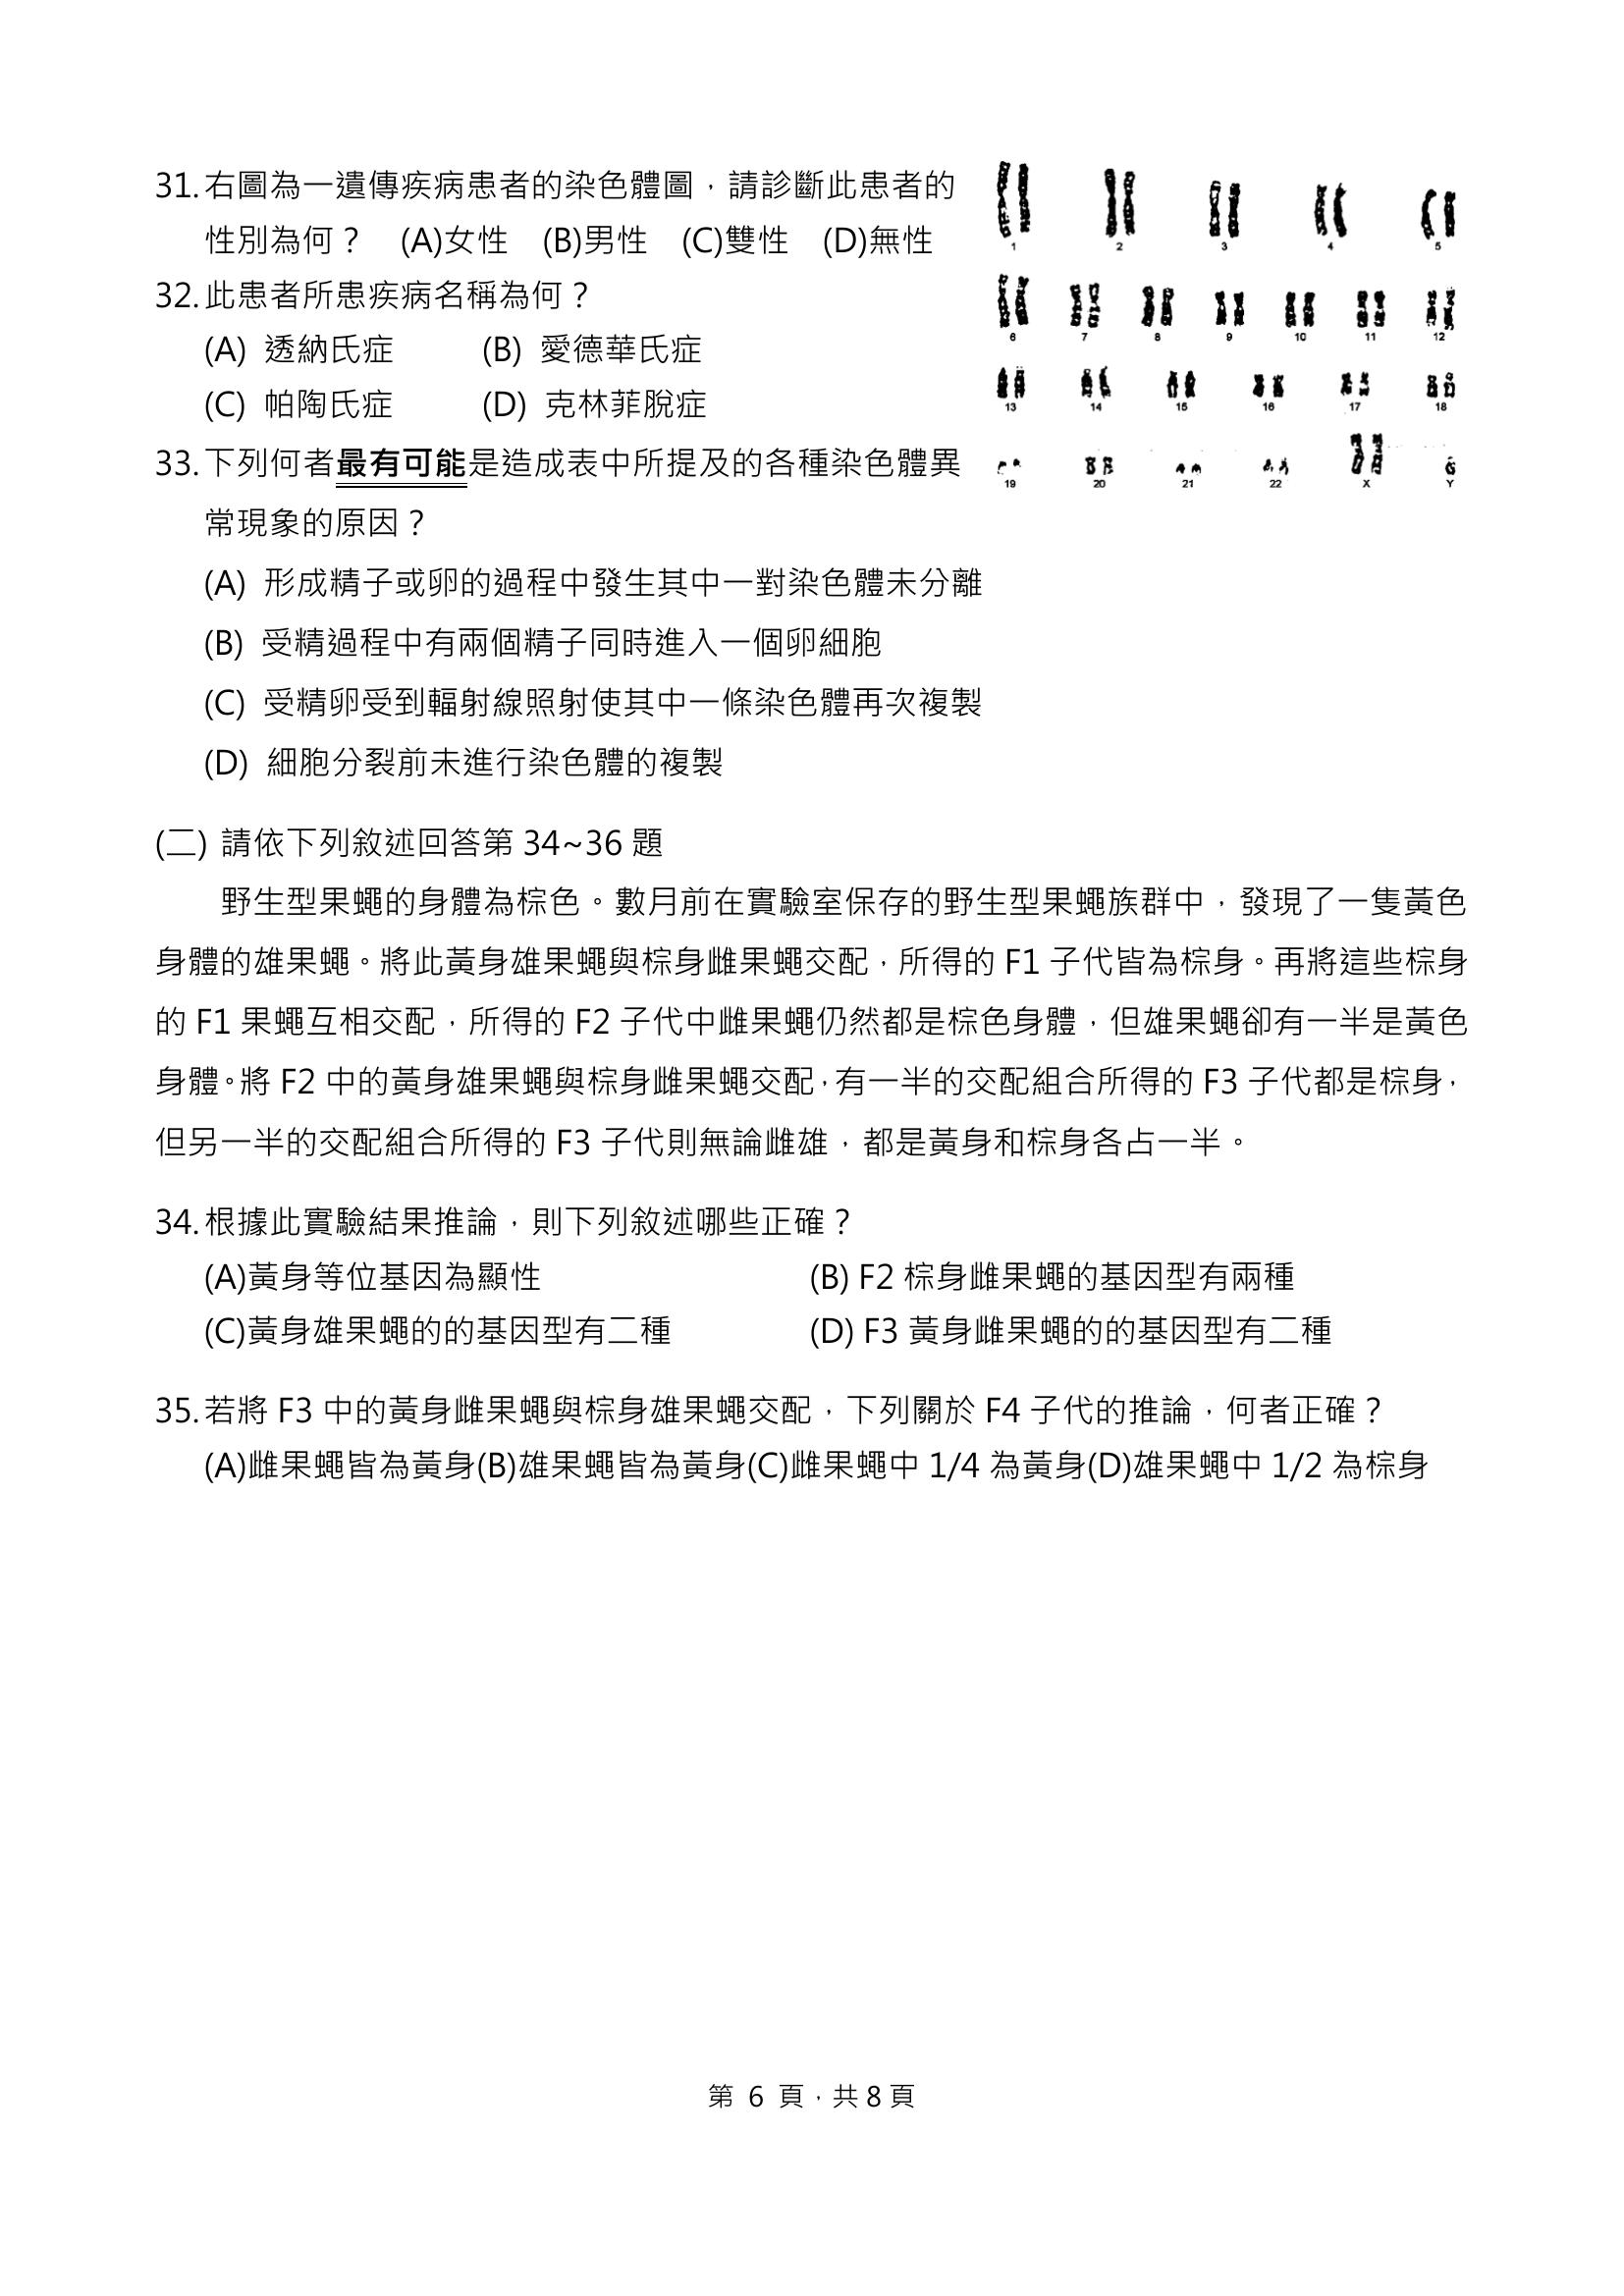 31.右圖為一遺傳疾病患者的染色體圖，請診斷此患者的
性別為何？ (A)女性 (B)男性 (C)雙性 (D)無性
32.此患者所患疾病名稱為何？
(A) 透納氏症 (B) 愛德華氏症
(C) 帕陶氏症 (D) 克林菲脫症
33.下列何者最有可能是造成表中所提及的各種染色體異
常現象的原因？
1 2 3 4 5
6 7 8 9 10 11 12
13 14 15 16 17 18
19 20 21 22 X Y
(A) 形成精子或卵的過程中發生其中一對染色體未分離
(B) 受精過程中有兩個精子同時進入一個卵細胞
(C) 受精卵受到輻射線照射使其中一條染色體再次複製
(D) 細胞分裂前未進行染色體的複製
(二) 請依下列敘述回答第 34~36 題
野生型果蠅的身體為棕色。數月前在實驗室保存的野生型果蠅族群中，發現了一隻黃色
身體的雄果蠅。將此黃身雄果蠅與棕身雌果蠅交配，所得的 F1 子代皆為棕身。再將這些棕身
的 F1 果蠅互相交配，所得的 F2 子代中雌果蠅仍然都是棕色身體，但雄果蠅卻有一半是黃色
身體。將 F2 中的黃身雄果蠅與棕身雌果蠅交配，有一半的交配組合所得的 F3 子代都是棕身，
但另一半的交配組合所得的 F3 子代則無論雌雄，都是黃身和棕身各占一半。
34.根據此實驗結果推論，則下列敘述哪些正確？
(A)黃身等位基因為顯性 (B) F2 棕身雌果蠅的基因型有兩種
(C)黃身雄果蠅的的基因型有二種 (D) F3 黃身雌果蠅的的基因型有二種
35.若將 F3 中的黃身雌果蠅與棕身雄果蠅交配，下列關於 F4 子代的推論，何者正確？
(A)雌果蠅皆為黃身(B)雄果蠅皆為黃身(C)雌果蠅中 1/4 為黃身(D)雄果蠅中 1/2 為棕身
第 6 頁，共 8 頁